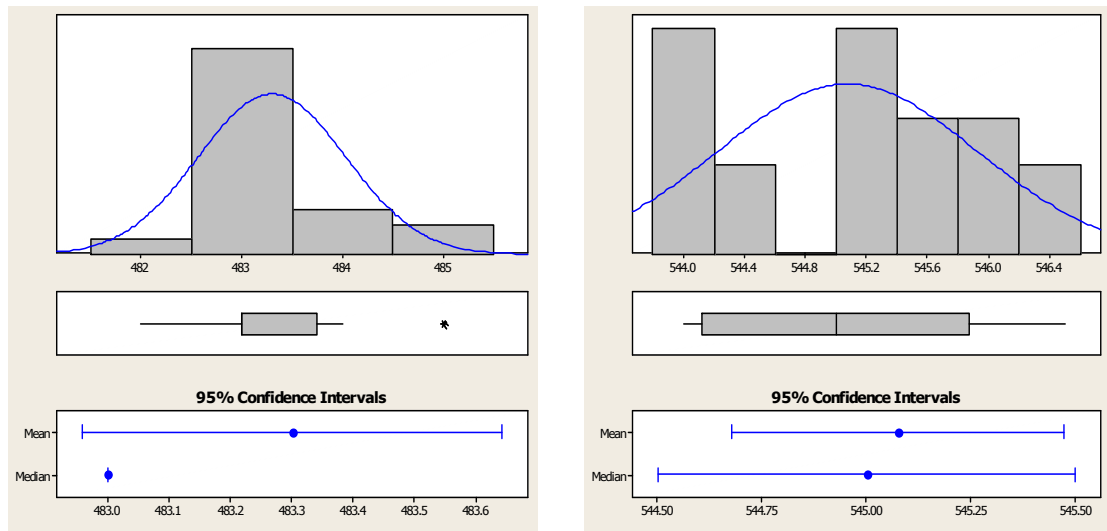 482 483 484 485
95% Confidence Intervals
Mean
Median
483.0 483.1 483.2 483.3 483.4 483.5 483.6
544.0 544.4 544.8 545.2 545.6 546.0 546.4
95% Confidence Intervals
Mean
Median
544.50 544.75 545.00 545.25 545.50